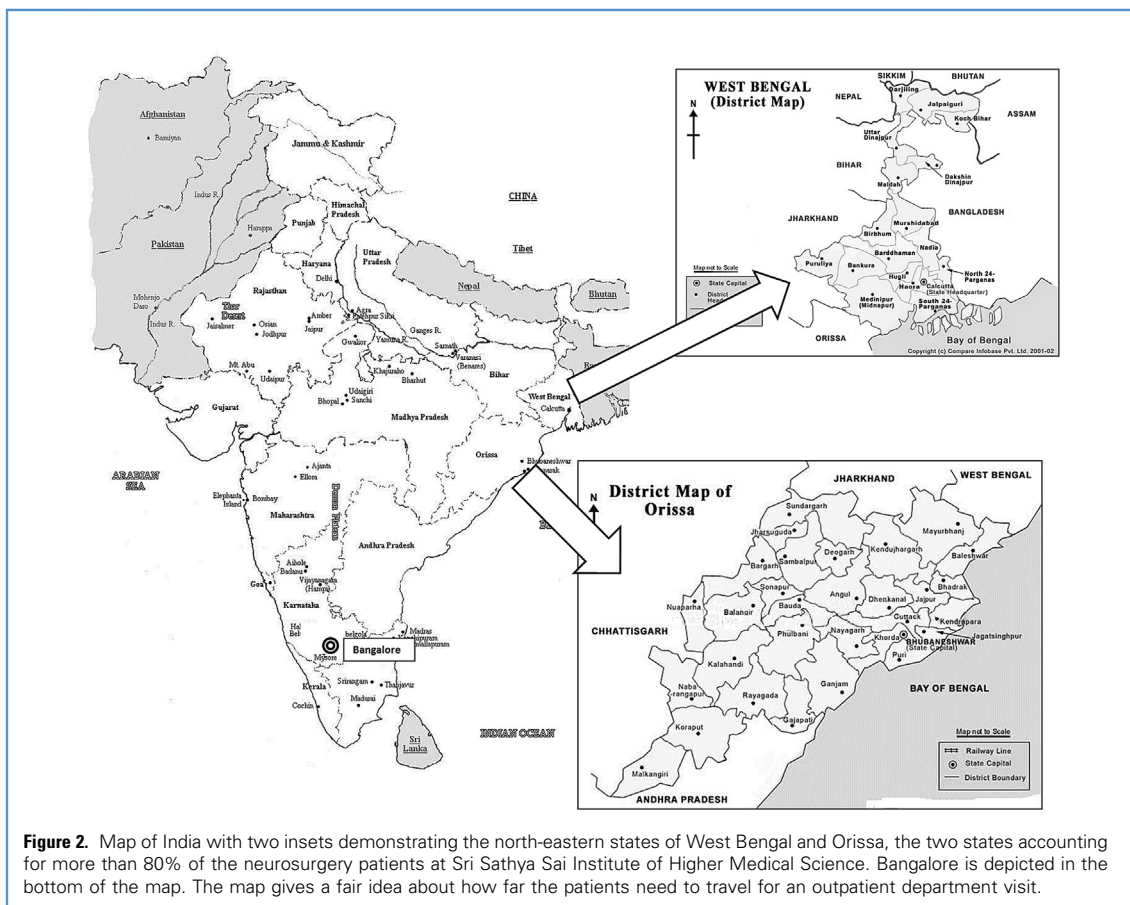 Afghanistan
Bamiyan
Jammu & Kashmir
Indus R.
CHINA
Himachal
Pradesh
Punjab
Harappa
Pakistan
Tibet
Uttar
Pradesh
Haryana
Delhi
Nepal
Bhutan
Mohenjo
Daro
Rajasthan
Thar
Desert
Indus R.
Jaisalmer
Osian
Jodhpur
Amber
Jaipur
Agra
Fatehpur Sikri
Ganges R.
Gwalior
Yamuna R.
Sarnath
Varanasi
(Benares)
Mt. Abu
Udaipur
Khajuraho
Bharhut
Bihar
Udaigiri
Sanchi
Bhopal
West Bengal
Calcutta
Gujarat
Madhya Pradesh
Orissa
Bhubaneshwar
ARABIAN
SEA
Ajanta
Ellora
Elephanta
Island
Bombay
Maharashtra
Andhra Pradesh
Aihole
Badami
Vijayanagara
(Hampi)
Goa
Karnataka
Madras
Bangalore
Mysore
Kerala
Srirangam
Thanjavur
Madurai
Cochin
Sri
Lanka
INDIAN OCEAN
WEST BENGAL
(District Map)
N
SIKKIM
BHUTAN
NEPAL
Darjiling
Jalpaiguri
Koch Bihar
ASSAM
Uttar
Dinajpur
BIHAR
Dakshin
Dinajpur
Maldah
BANGLADESH
JHARKHAND
Murshidabad
Birbhum
Nadia
Barddhaman
Puruliya
Bankura
Hugli
North 24-
Parganas
Haora
Calcutta
(State Headquarter)
Medinipur
(Midnapur)
South 24-
Parganas
Map not to Scale
State Capital
District
ORISSA
Bay of Bengal
Copyright (c) Compare Infobase Pvt. Ltd. 2001-02
District Map of
Orissa
N
JHARKHAND
WEST BENGAL
Sundargarh
Jharsuguda
Mayurbhanj
Deogarh
Kendujhargarh
Baleshwar
Bargarh
Sambalpur
Bhadrak
Sonapur
Angul
Dhenkanal
Jajpur
Nuaparha
Balangir
Bauda
Cuttack
Kendrapara
Phulbani
Nayagarh
Khorda
Jagatsinghpur
BHUBANESHWAR
(State Capital)
Puri
CHHATTISGARH
Kalahandi
BAY OF BENGAL
Naba
-rangapur
Rayagada
Ganjam
Koraput
Gajapati
Malkangiri
ANDHRA PRADESH
Map not to Scale
Railway Line
State Capital
District Boundary
Figure 2. Map of India with two insets demonstrating the north-eastern states of West Bengal and Orissa, the two states accounting
for more than 80% of the neurosurgery patients at Sri Sathya Sai Institute of Higher Medical Science. Bangalore is depicted in the
bottom of the map. The map gives a fair idea about how far the patients need to travel for an outpatient department visit.